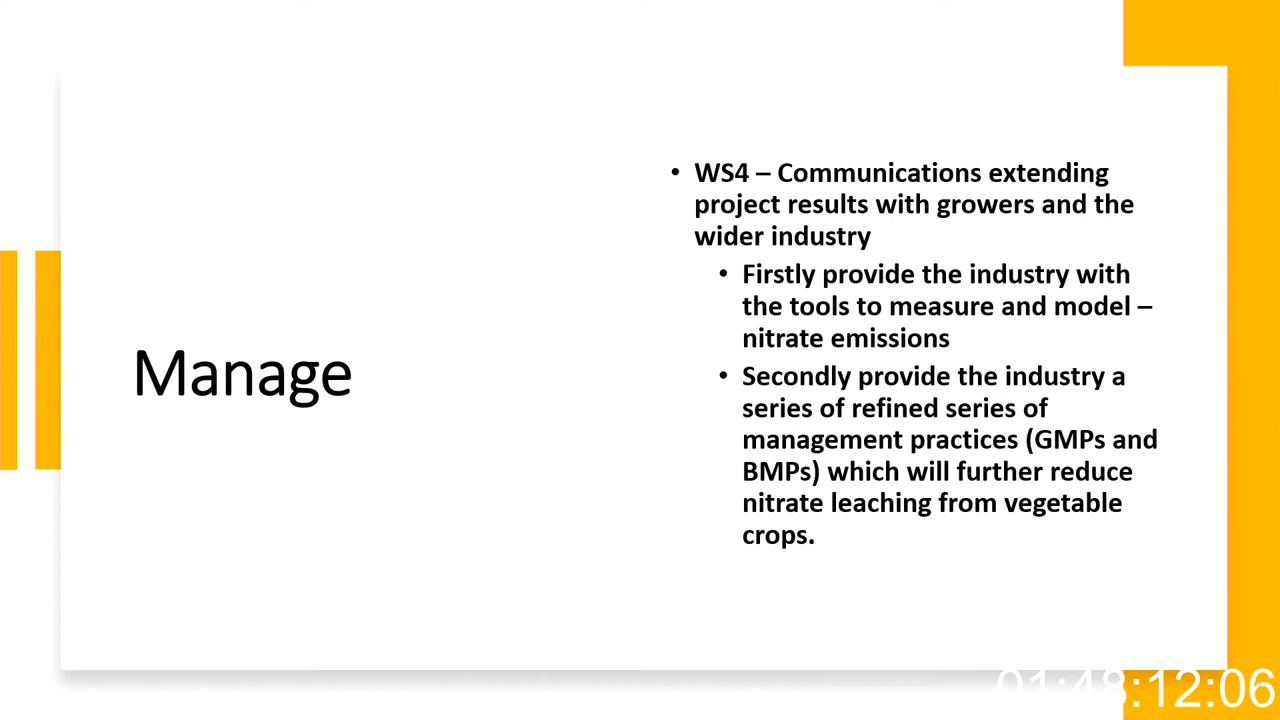 Manage
• WS4 – Communications extending
project results with growers and the
wider industry
• Firstly provide the industry with
the tools to measure and model –
nitrate emissions
• Secondly provide the industry a
series of refined series of
management practices (GMPs and
BMPs) which will further reduce
nitrate leaching from vegetable
crops.
01:48:12:06